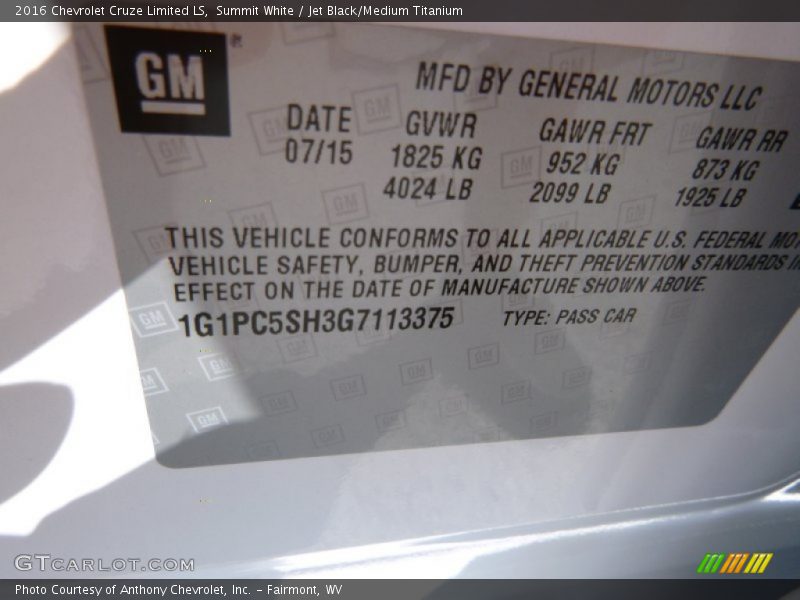 2016 Chevrolet Cruze Limited LS, Summit White / Jet Black/Medium Titanium
GM
MFD BY GENERAL MOTORS LLC
DATE GVWR GAWR FRT GAWR RR
07/15 1825 KG 952 KG 873 KG
4024 LB 2099 LB 1925 LB
THIS VEHICLE CONFORMS TO ALL APPLICABLE U.S. FEDERAL
VEHICLE SAFETY, BUMPER, AND THEFT PREVENTION STANDARDS
EFFECT ON THE DATE OF MANUFACTURE SHOWN ABOVE.
1G1PC5SH3G7113375 TYPE: PASS CAR
GTCARLOT.COM
Photo Courtesy of Anthony Chevrolet, Inc. - Fairmont, WV